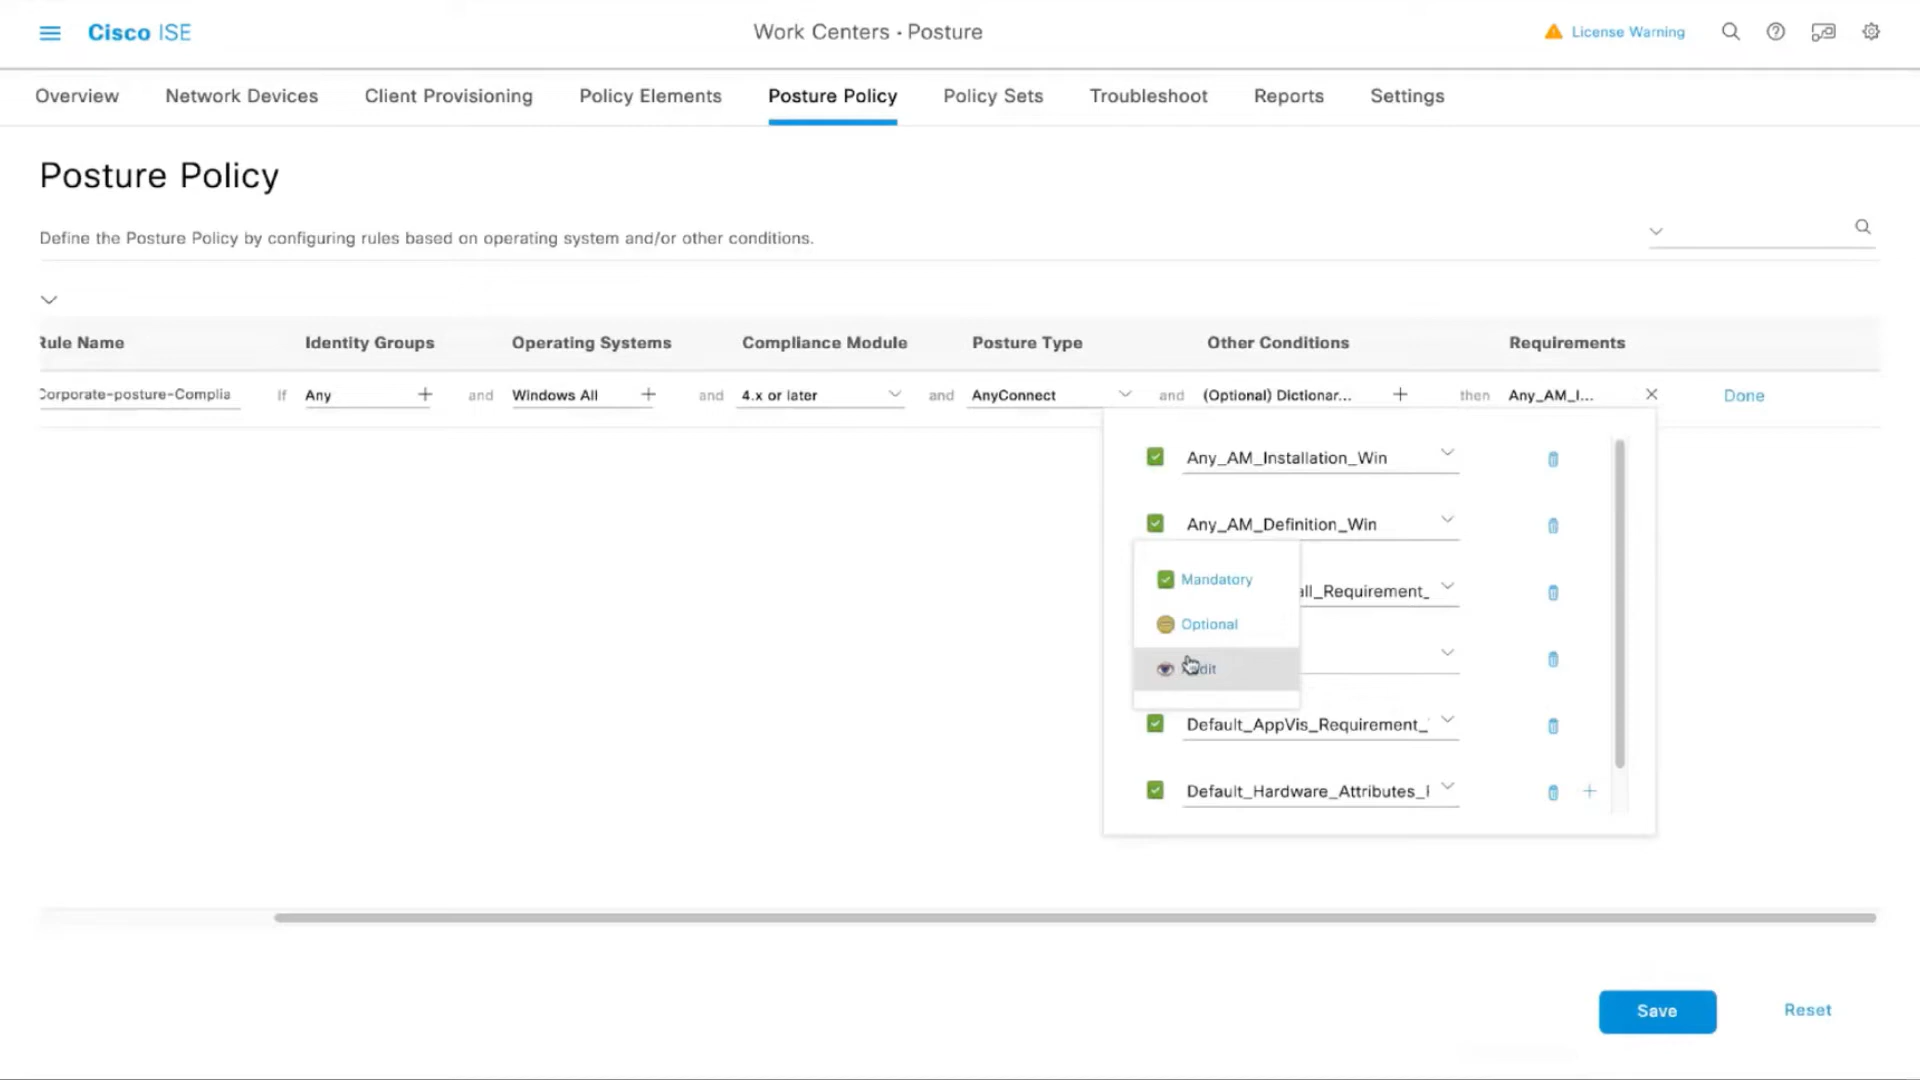 Cisco ISE
Work Centers · Posture
License Warning
Overview
Network Devices
Client Provisioning
Policy Elements
Posture Policy
Policy Sets
Troubleshoot
Reports
Settings
Posture Policy
Define the Posture Policy by configuring rules based on operating system and/or other conditions.
Rule Name
Identity Groups
Operating Systems
Compliance Module
Posture Type
Other Conditions
Requirements
Corporate-posture-Complia
If
Any
and
Windows All
and
4.x or later
and
AnyConnect
and
(Optional) Dictionar...
then
Any_AM_I...
Done
Any_AM_Installation_Win
Any_AM_Definition_Win
Mandatory
all_Requirement_
Optional
Audit
Default_AppVis_Requirement_
Default_Hardware_Attributes_
Save
Reset